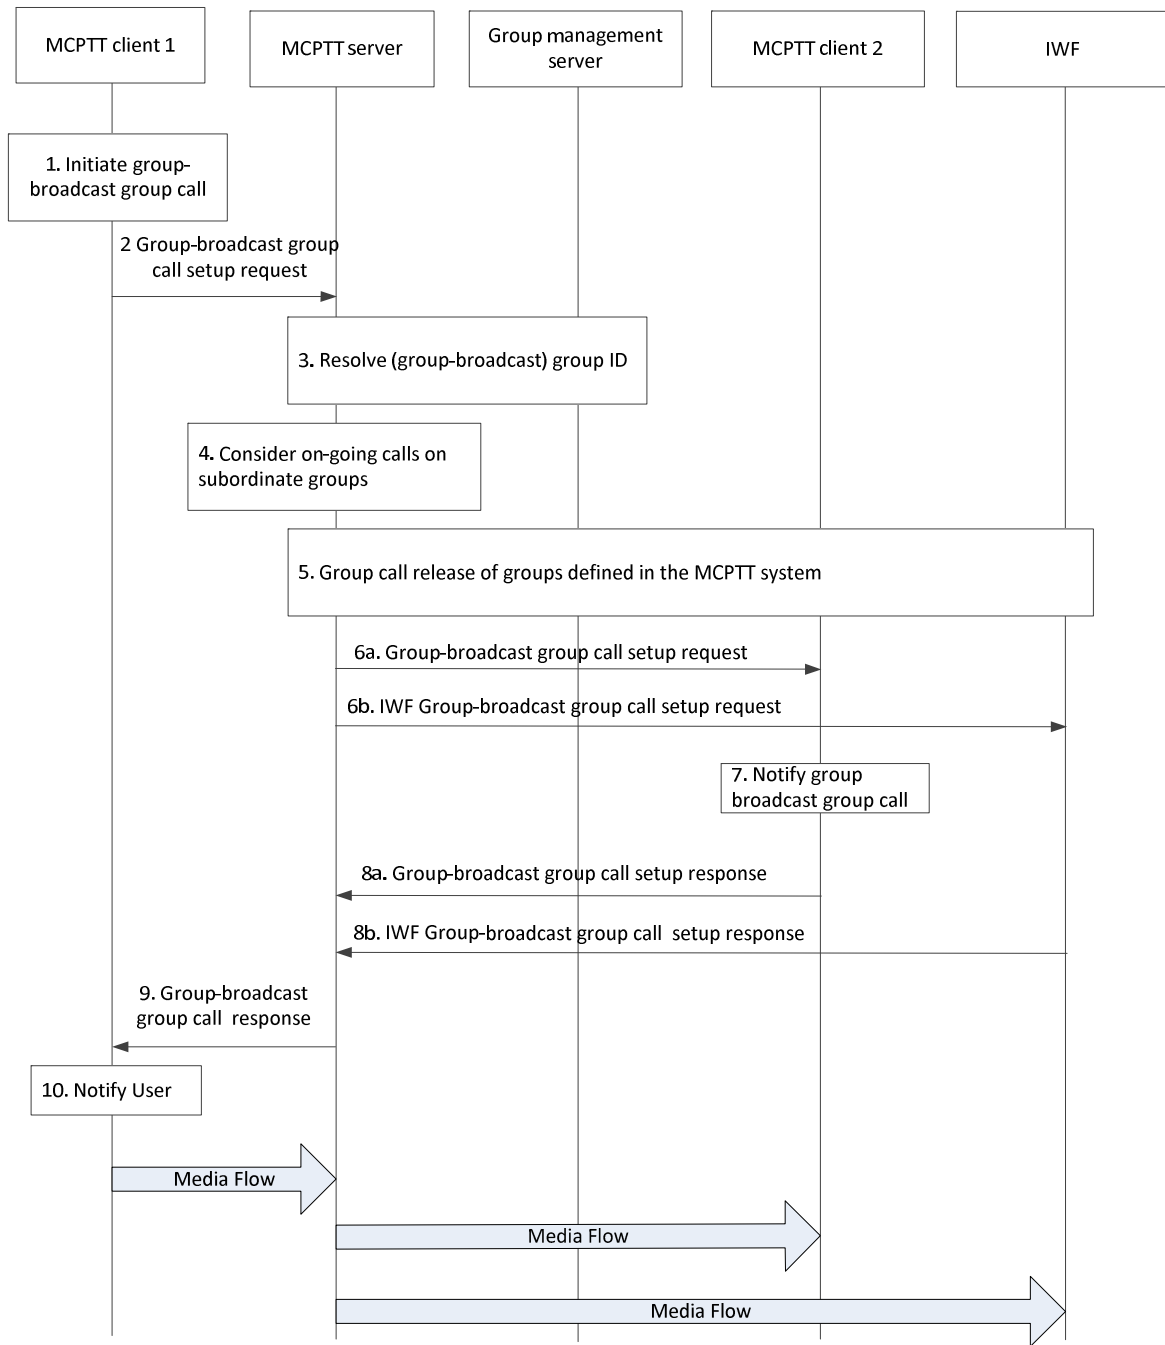 MCPTT client 1
MCPTT server
Group management
server
MCPTT client 2
IWF
1. Initiate group-
broadcast group call
2 Group-broadcast group
call setup request
3. Resolve (group-broadcast) group ID
4. Consider on-going calls on
subordinate groups
5. Group call release of groups defined in the MCPTT system
6a. Group-broadcast group call setup request
6b. IWF Group-broadcast group call setup request
7. Notify group
broadcast group call
8a. Group-broadcast group call setup response
8b. IWF Group-broadcast group call setup response
9. Group-broadcast
group call response
10. Notify User
Media Flow
Media Flow
Media Flow